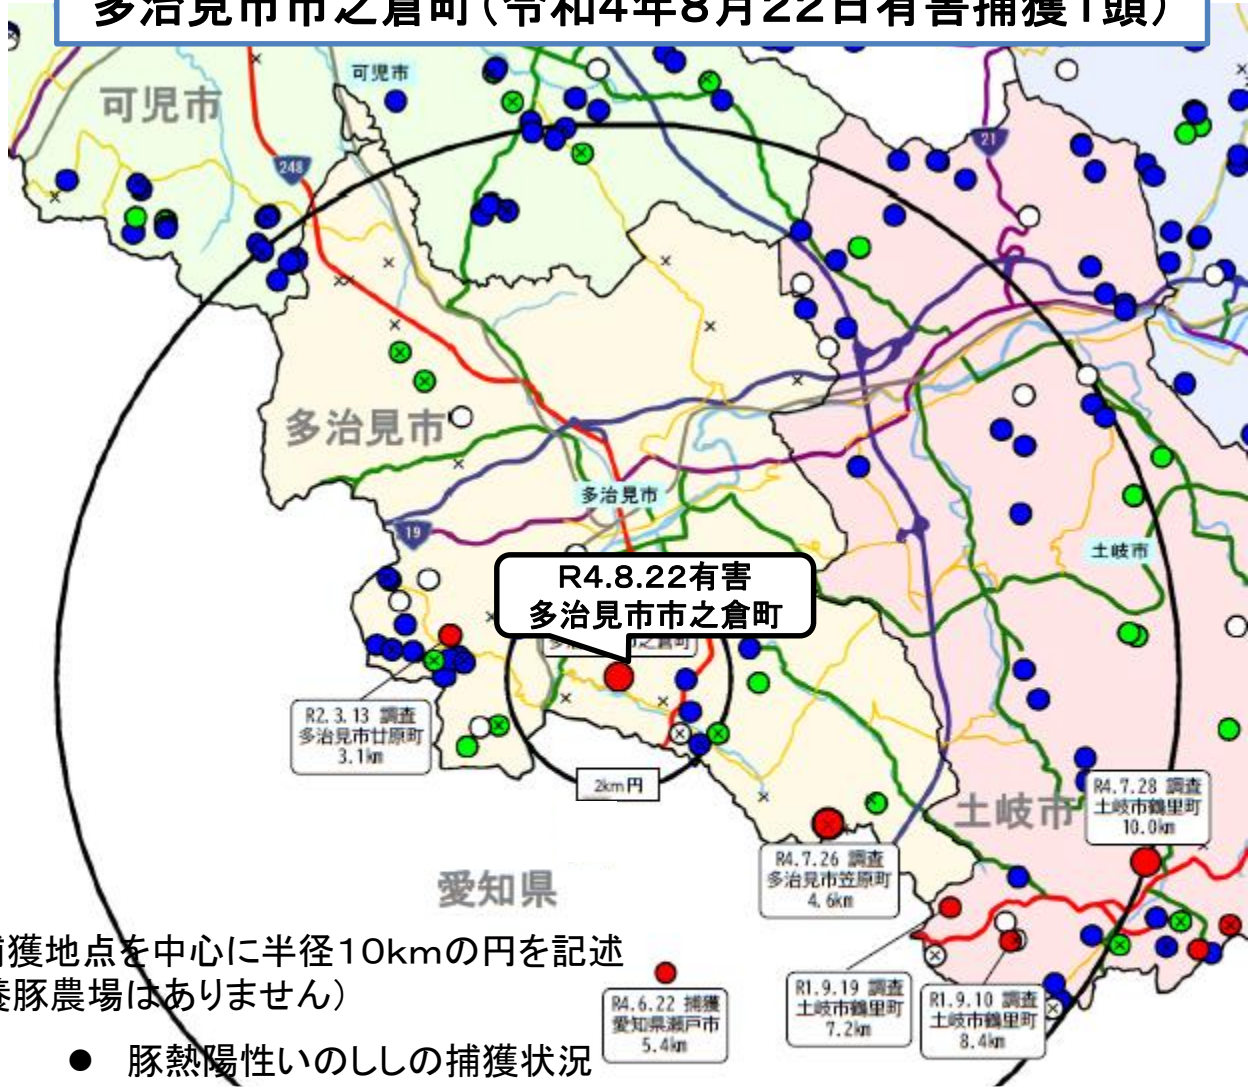 多治見市市之倉町（令和4年8月22日有害捕獲1頭）
可児市
可児市
248
21
多治見市
多治見市
19
土岐市
R4.8.22有害
多治見市市之倉町
R2.3.13 調査
多治見市廿原町
3.1km
2km円
土岐市
R4.7.28 調査
土岐市鶴里町
10.0km
R4.7.26 調査
多治見市笠原町
4.6km
愛知県
捕獲地点を中心に半径10kmの円を記述
養豚農場はありません）
R4.6.22 捕獲
愛知県瀬戸市
5.4km
R1.9.19 調査
土岐市鶴里町
7.2km
R1.9.10 調査
土岐市鶴里町
8.4km
● 豚熱陽性いのししの捕獲状況